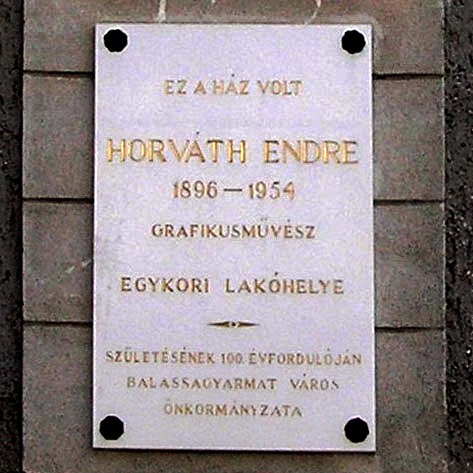 EZ A HÁZ VOLT
HORVÁTH ENDRE
1896 – 1954
GRAFIKUSMŰVÉSZ
EGYKORI LAKÓHELYE
SZÜLETÉSÉNEK 100. ÉVFORDULÓJÁN
BALASSAGYARMAT VÁROS
ÖNKORMÁNYZATA